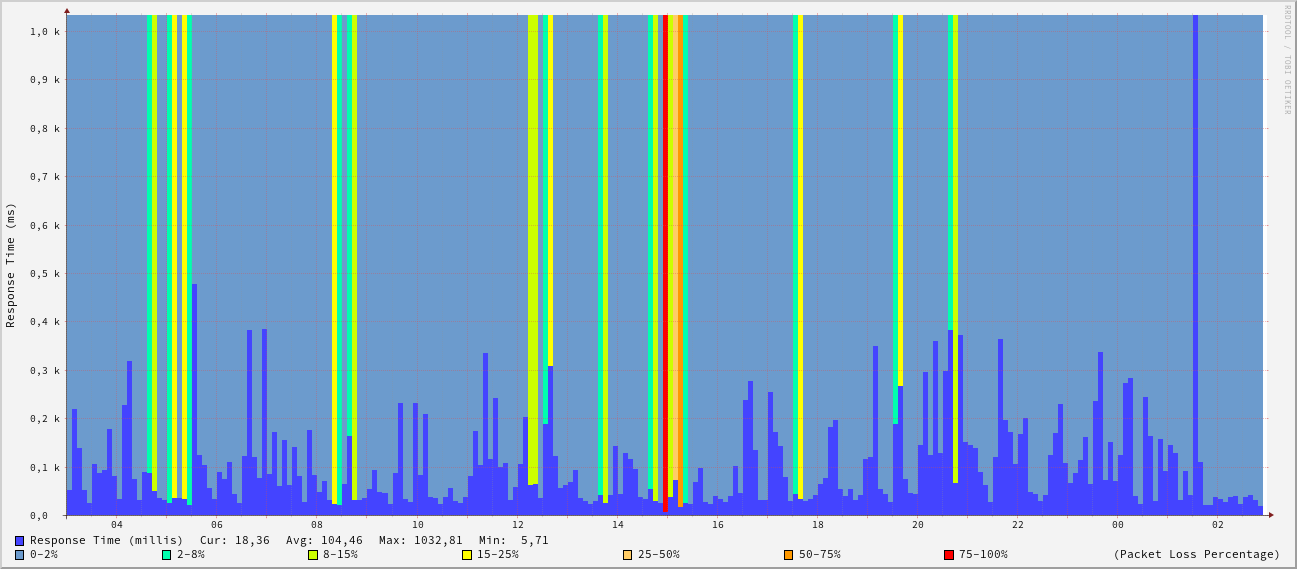 RRDTOOL / TOBI OETIKER
Response Time (ms)
1,0 k
0,9 k
0,8 k
0,7 k
0,6 k
0,5 k
0,4 k
0,3 k
0,2 k
0,1 k
0,0
04 06 08 10 12 14 16 18 20 22 00 02
Response Time (millis) Cur: 18,36 Avg: 104,46 Max: 1032,81 Min: 5,71
0-2% 2-8% 8-15% 15-25% 25-50% 50-75% 75-100% (Packet Loss Percentage)